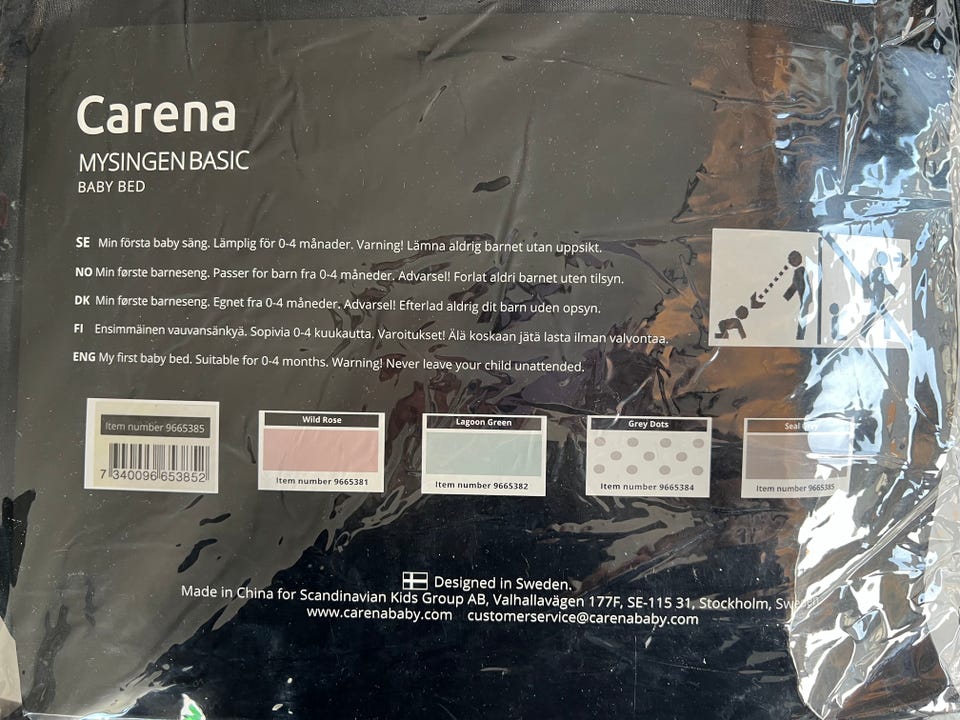 Carena
MYSINGEN BASIC
BABY BED
SE Min första baby säng. Lämplig för 0-4 månader. Varning! Lämna aldrig barnet utan uppsikt.
NO Min første barneseng. Passer for barn fra 0-4 måneder. Advarsel! Forlat aldri barnet uten tilsyn.
DK Min første barneseng. Egnet fra 0-4 måneder. Advarsel! Efterlad aldrig dit barn uden opsyn.
FI Ensimmäinen vauvansänkyä. Sopivia 0-4 kuukautta. Varoitukset! Älä koskaan jätä lasta ilman valvontaa.
ENG My first baby bed. Suitable for 0-4 months. Warning! Never leave your child unattended.
Item number 9665385
7 340096 653852
Wild Rose
Item number 9665381
Lagoon Green
Item number 9665382
Grey Dots
Item number 9665384
Seal Grey
Item number 9665385
Designed in Sweden.
Made in China for Scandinavian Kids Group AB, Valhallavägen 177F, SE-115 31, Stockholm, Sweden
www.carenababy.com customerservice@carenababy.com